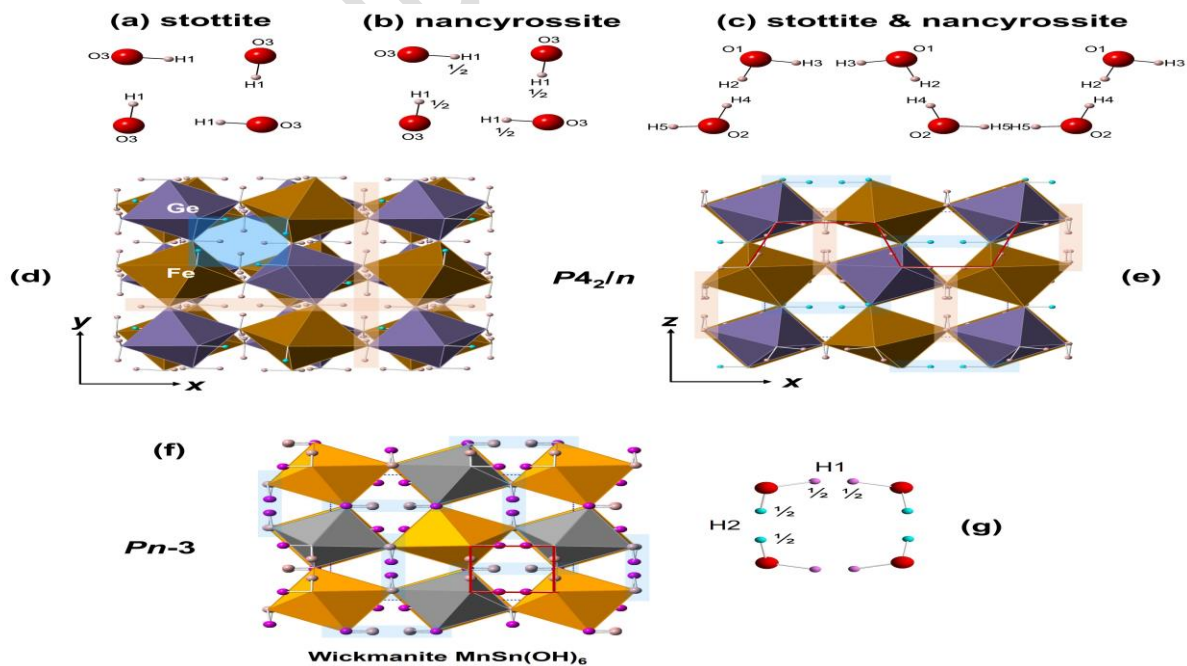 (a) stottite
(b) nancyrossite
(c) stottite & nancyrossite
O3 H1
O3
H1
H1
O3
H1 O3
O3 H1
½
O3
H1
½
H1
½
O3
H1 O3
½
O1
H3
H2
O1
H3
H2
O1
H3
H2
H4
H5
O2
H4
H5
O2
H4
H5
O2
(d)
Ge
Fe
y
x
P4₂/n
(e)
z
x
(f)
Pn-3
Wickmanite MnSn(OH)₆
H1
½ ½
H2
½
½
(g)